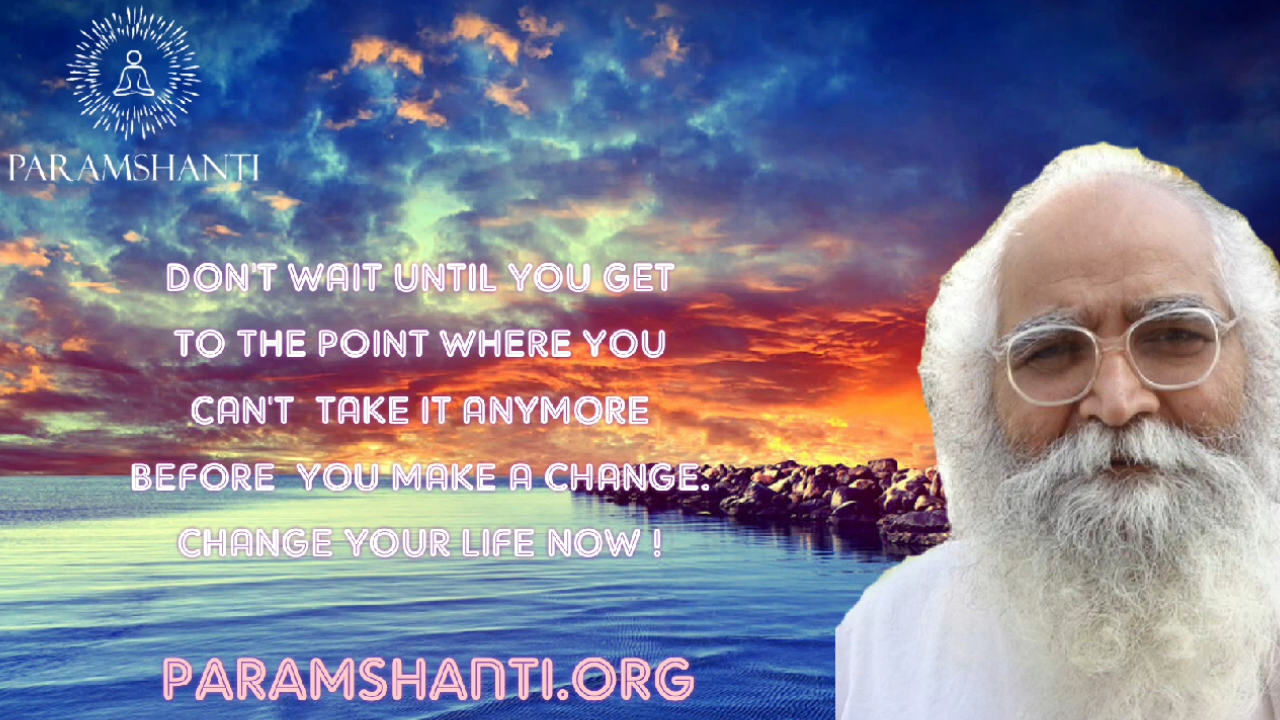 PARAMSHANTI
DON'T WAIT UNTIL YOU GET
TO THE POINT WHERE YOU
CAN'T TAKE IT ANYMORE
BEFORE YOU MAKE A CHANGE.
CHANGE YOUR LIFE NOW !
PARAMSHANTI.ORG